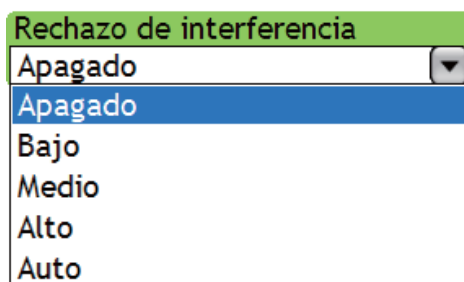 Rechazo de interferencia
Apagado
Apagado
Bajo
Medio
Alto
Auto